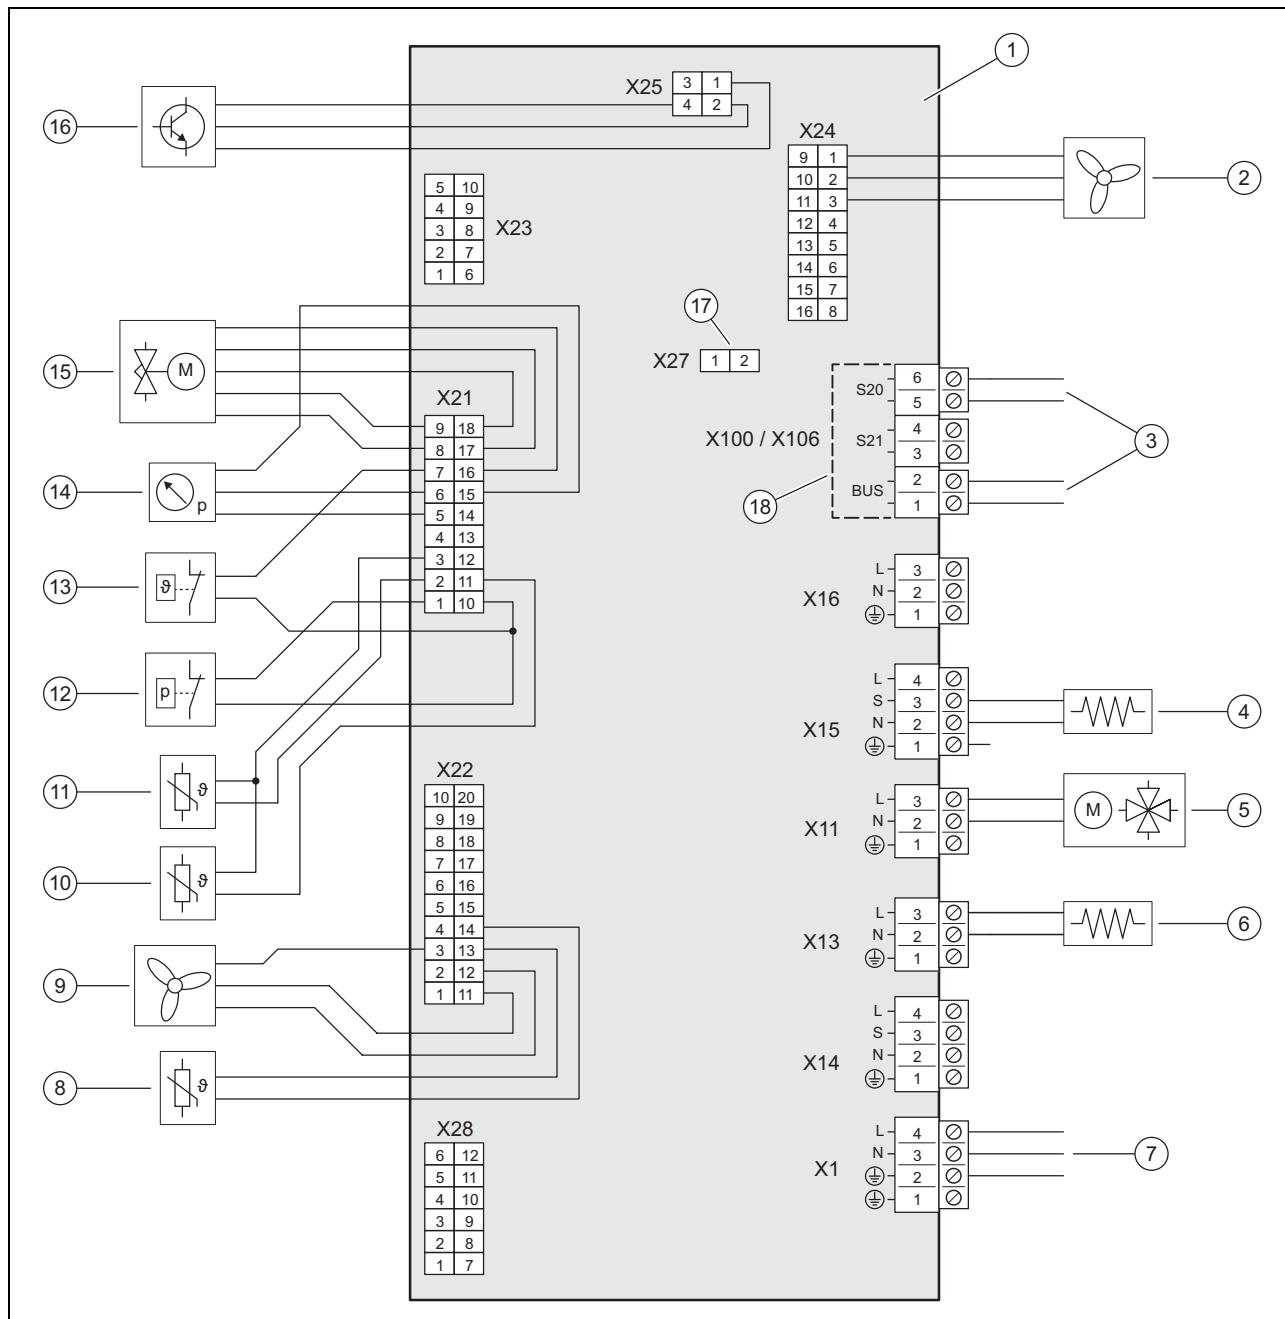 1
X25
3 1
4 2
16
X24
9 1
10 2
11 3
12 4
13 5
14 6
15 7
16 8
2
5 10
4 9
3 8
2 7
1 6
X23
17
X27
1 2
15
M
X21
9 18
8 17
7 16
6 15
5 14
4 13
3 12
2 11
1 10
X100 / X106
S20
6
5
S21
4
3
BUS
2
1
3
18
14
p
13
ϑ
12
p
11
ϑ
10
ϑ
X16
L 3
N 2
1
X15
L 4
S 3
N 2
1
4
X11
L 3
N 2
1
M
5
X13
L 3
N 2
1
6
X22
10 20
9 19
8 18
7 17
6 16
5 15
4 14
3 13
2 12
1 11
9
8
ϑ
X14
L 4
S 3
N 2
1
X28
6 12
5 11
4 10
3 9
2 8
1 7
X1
L 4
N 3
2
1
7